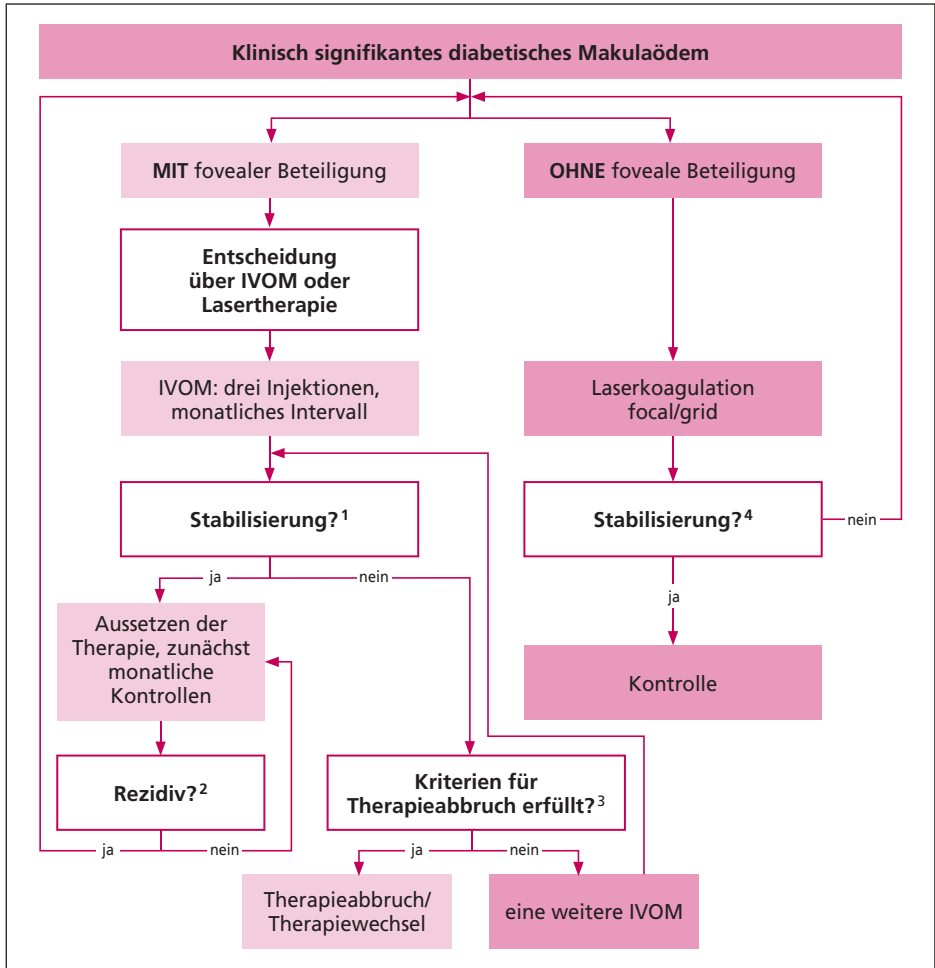 Klinisch signifikantes diabetisches Makulaödem
MIT fovealer Beteiligung
OHNE foveale Beteiligung
Entscheidung
über IVOM oder
Lasertherapie
IVOM: drei Injektionen,
monatliches Intervall
Laserkoagulation
focal/grid
Stabilisierung?1
Stabilisierung?4
nein
ja
nein
ja
Aussetzen der
Therapie, zunächst
monatliche
Kontrollen
Kontrolle
Rezidiv?2
Kriterien für
Therapieabbruch erfüllt?3
ja
nein
ja
nein
Therapieabbruch/
Therapiewechsel
eine weitere IVOM